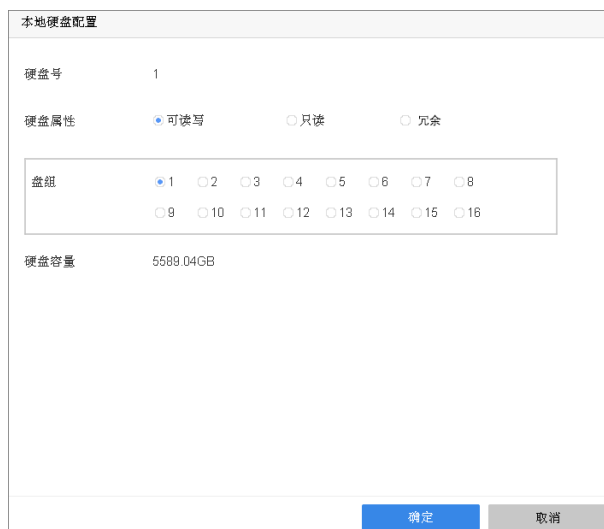 本地硬盘配置
硬盘号 1
硬盘属性 可读写 只读 冗余
盘组 1 2 3 4 5 6 7 8
9 10 11 12 13 14 15 16
硬盘容量 5589.04GB
确定 取消